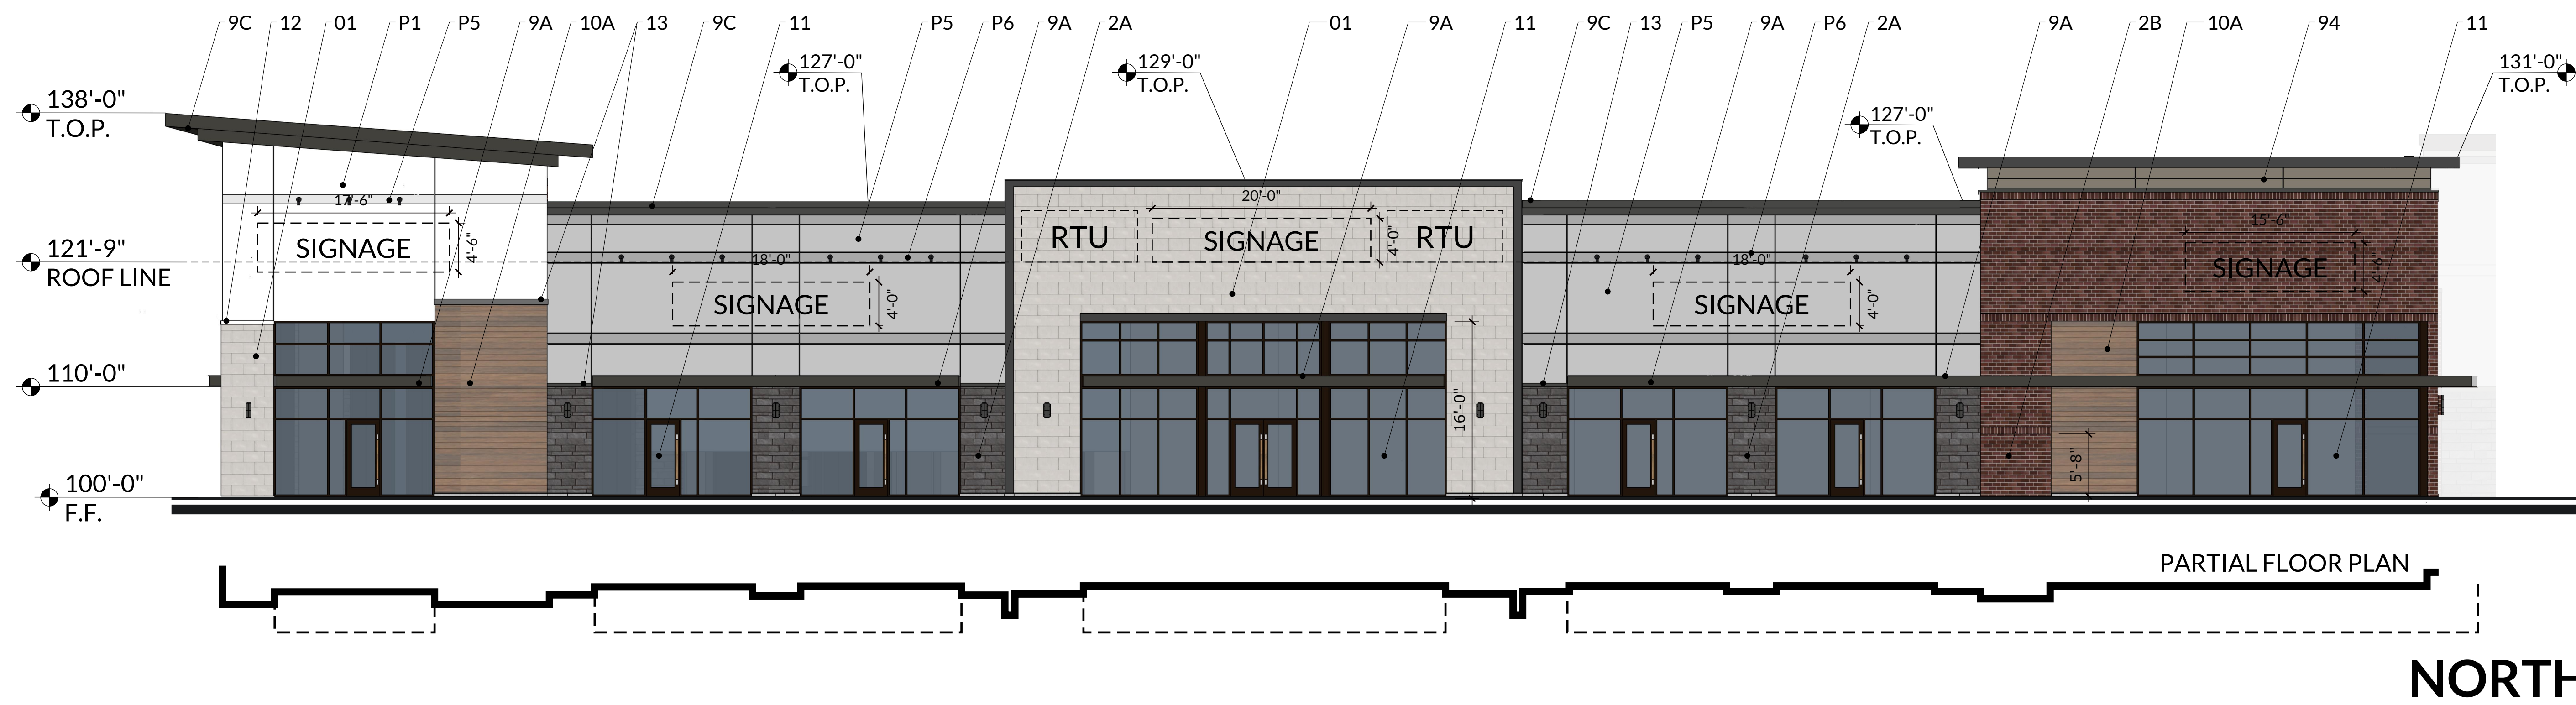 9C 12 01 P1 P5 9A 10A 13 9C 11 P5 P6 9A 2A 01 9A 11 9C 13 P5 9A P6 2A 9A 2B 10A 94 11
127'-0"
T.O.P.
129'-0"
T.O.P.
131'-0"
T.O.P.
138'-0"
T.O.P.
127'-0"
T.O.P.
17'-6"
20'-0"
15'-6"
SIGNAGE
4'-6"
RTU
SIGNAGE
4'-0"
RTU
121'-9"
ROOF LINE
18'-0"
SIGNAGE
4'-0"
18'-0"
SIGNAGE
4'-0"
SIGNAGE
4'-6"
110'-0"
16'-0"
5'-8"
100'-0"
F.F.
PARTIAL FLOOR PLAN
NORTH